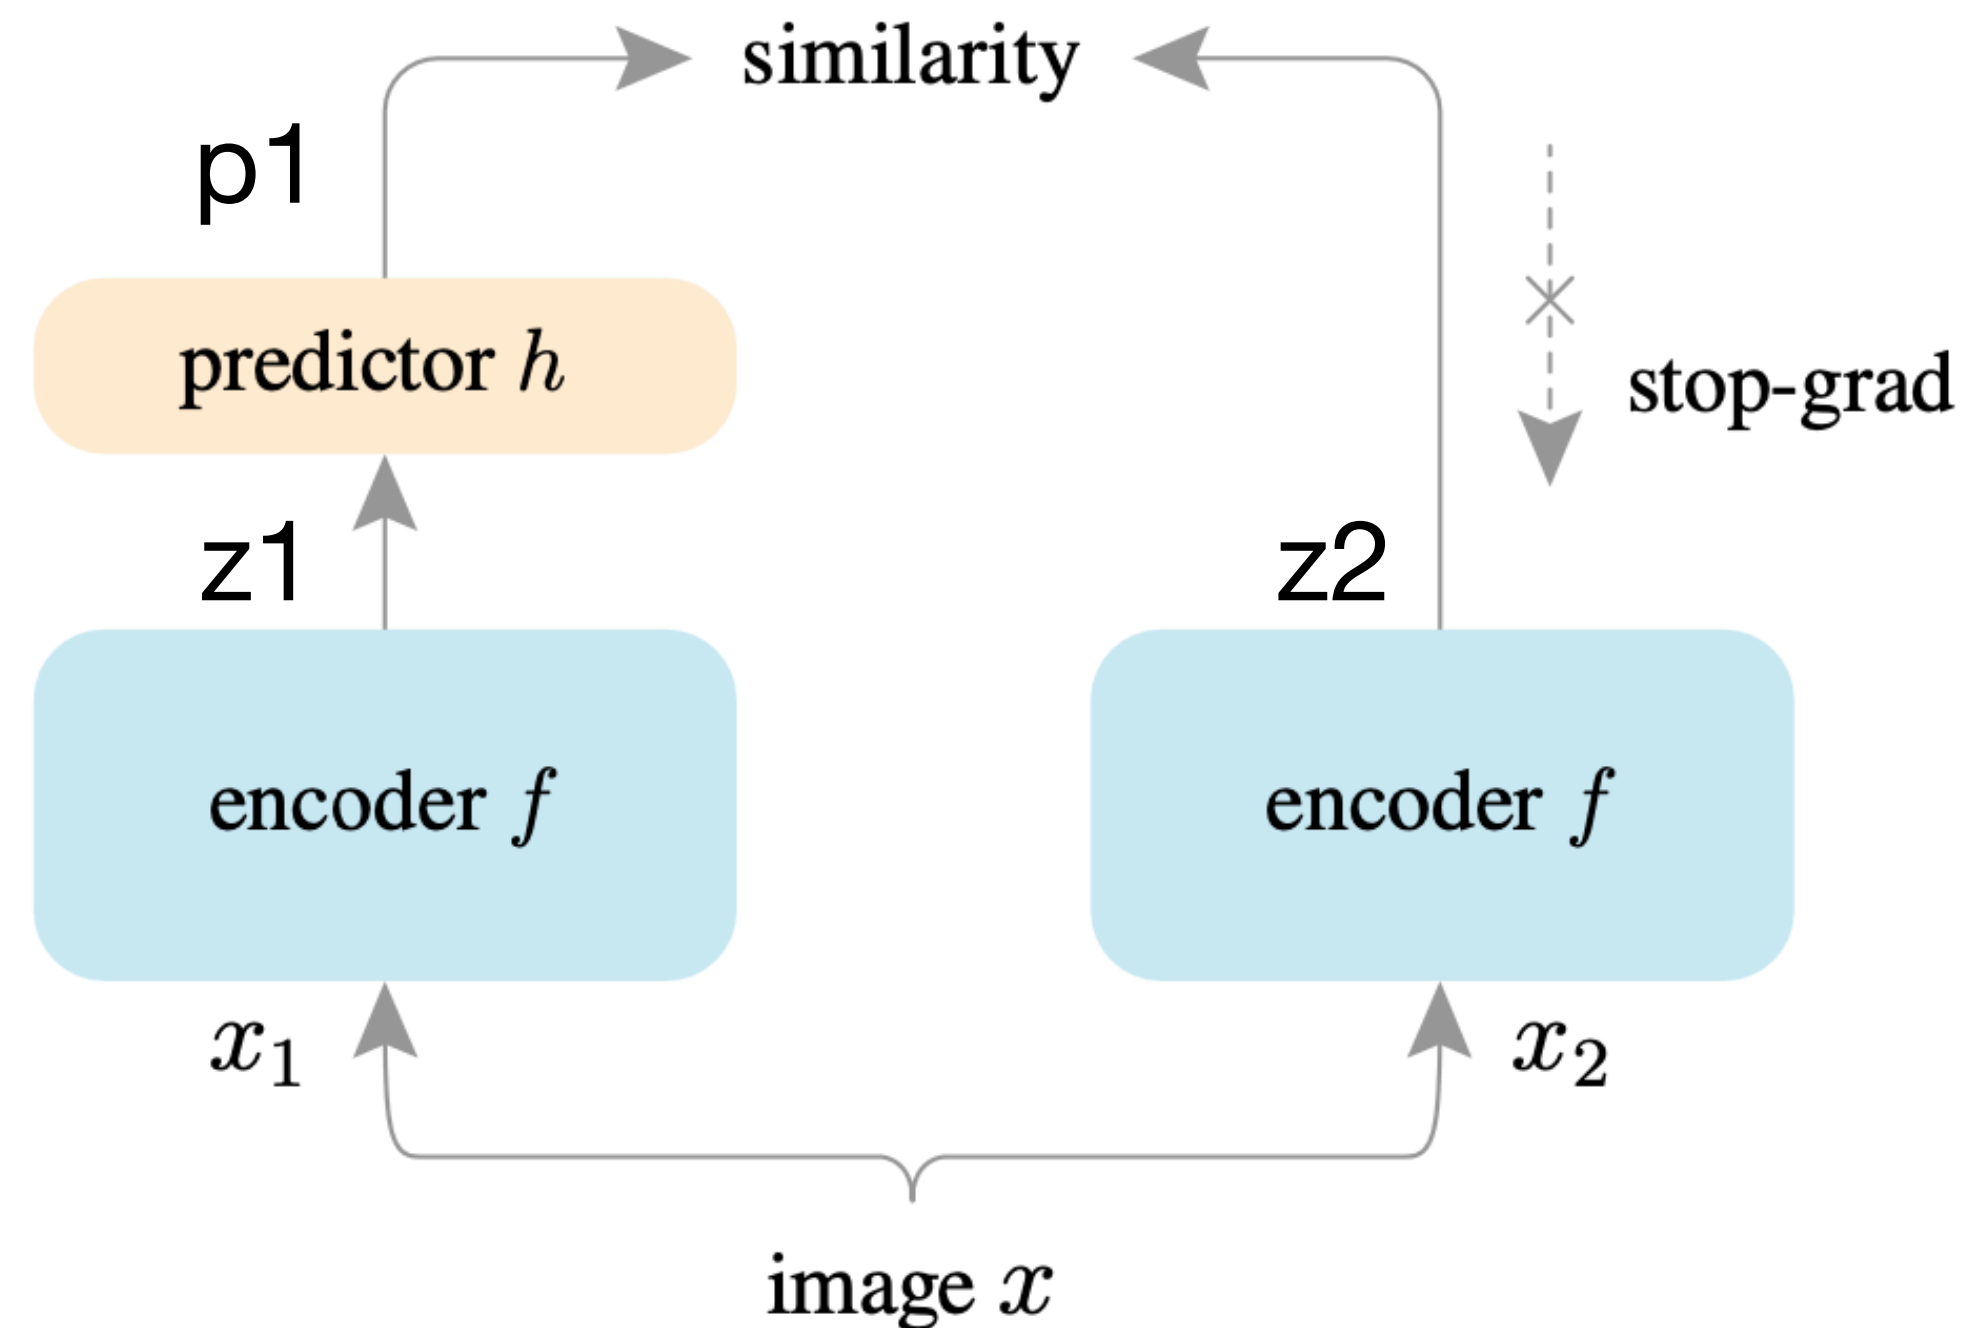 similarity
p1
predictor h
stop-grad
z1
z2
encoder f
encoder f
x₁
x₂
image x